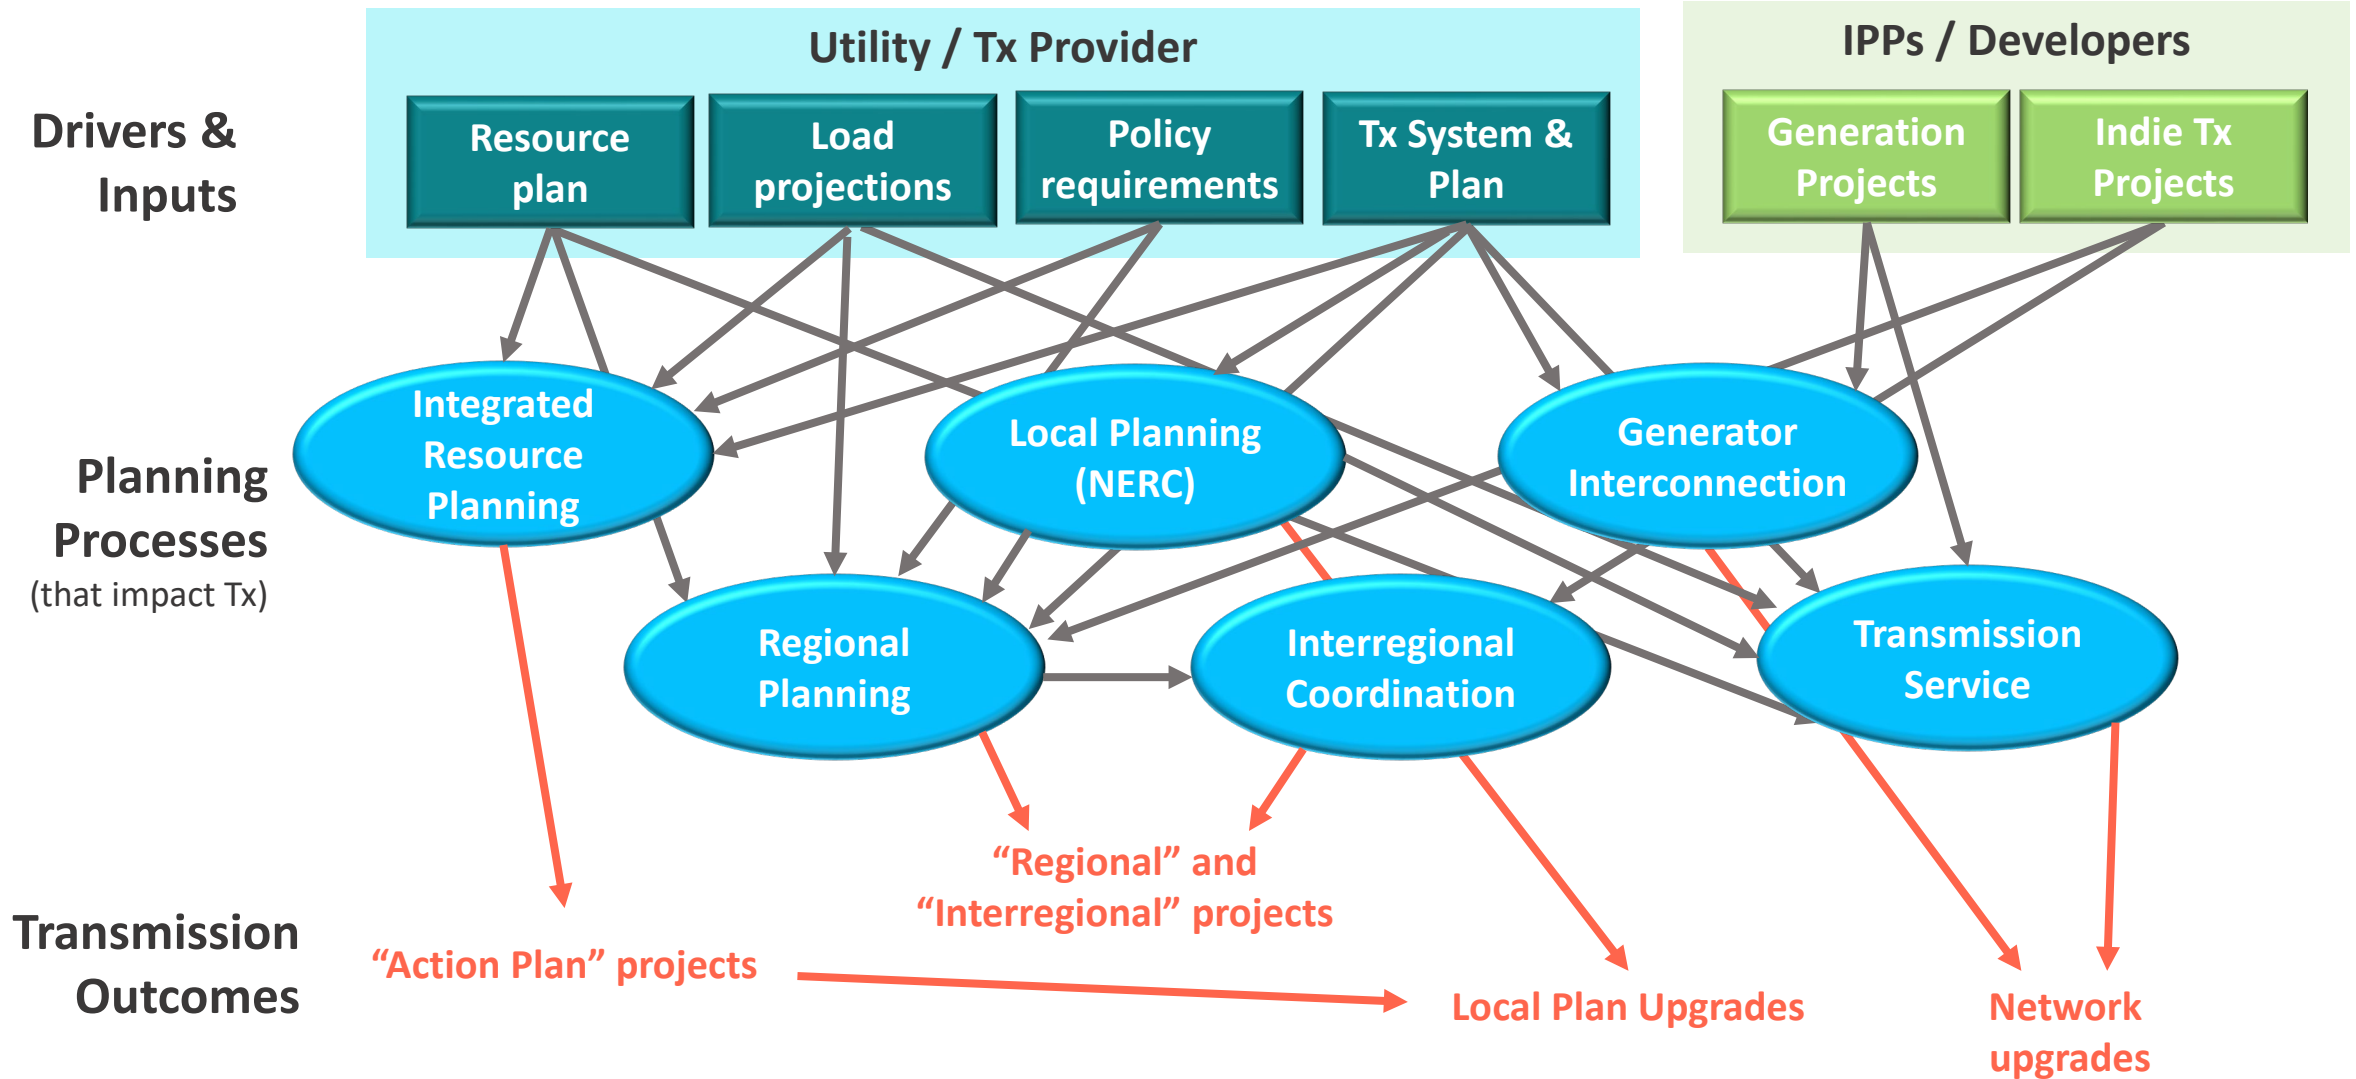 Utility / Tx Provider
IPPs / Developers
Drivers &
Inputs
Resource
plan
Load
projections
Policy
requirements
Tx System &
Plan
Generation
Projects
Indie Tx
Projects
Planning
Processes
(that impact Tx)
Integrated
Resource
Planning
Local Planning
(NERC)
Generator
Interconnection
Regional
Planning
Interregional
Coordination
Transmission
Service
Transmission
Outcomes
“Action Plan” projects
“Regional” and
“Interregional” projects
Local Plan Upgrades
Network
upgrades